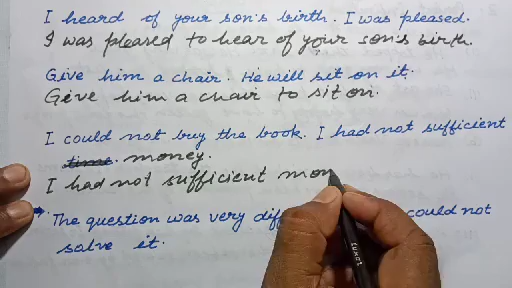 I heard of your son's birth. I was pleased.
I was pleased to hear of your son's birth.
Give him a chair. He will sit on it.
Give him a chair to sit on.
I could not buy the book. I had not sufficient
time. money.
I had not sufficient mon
The question was very diff could not
solve it.